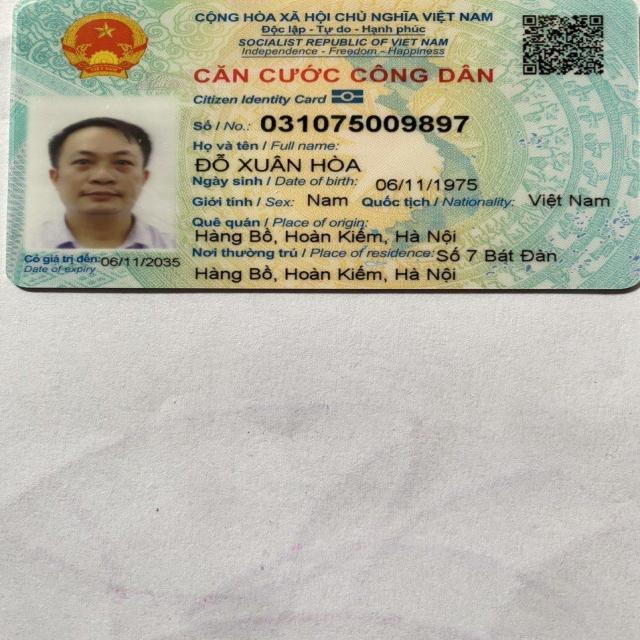 CỘNG HÒA XÃ HỘI CHỦ NGHĨA VIỆT NAM
Độc lập - Tự do - Hạnh phúc
SOCIALIST REPUBLIC OF VIET NAM
Independence - Freedom - Happiness
CĂN CƯỚC CÔNG DÂN
Citizen Identity Card
Số / No.: 031075009897
Họ và tên / Full name:
ĐỖ XUÂN HÒA
Ngày sinh / Date of birth: 06/11/1975
Giới tính / Sex: Nam Quốc tịch / Nationality: Việt Nam
Quê quán / Place of origin:
Hàng Bồ, Hoàn Kiếm, Hà Nội
Nơi thường trú / Place of residence: Số 7 Bát Đàn
Hàng Bồ, Hoàn Kiếm, Hà Nội
Có giá trị đến: 06/11/2035
Date of expiry